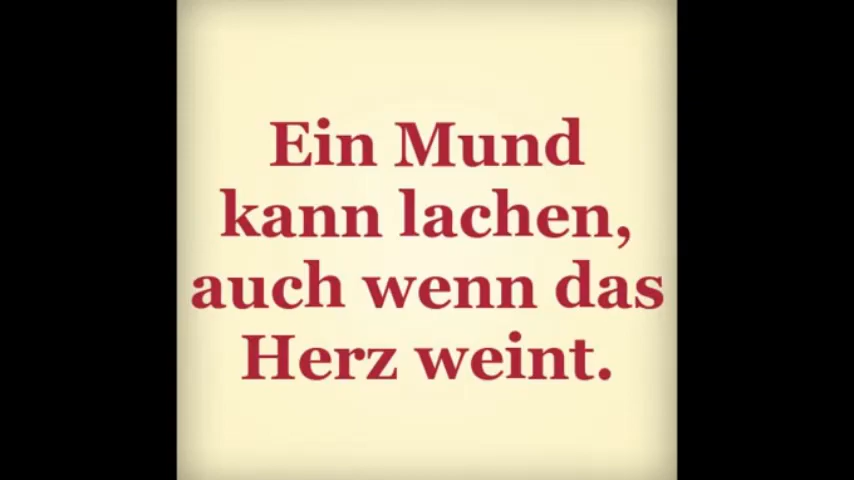 Ein Mund
kann lachen,
auch wenn das
Herz weint.